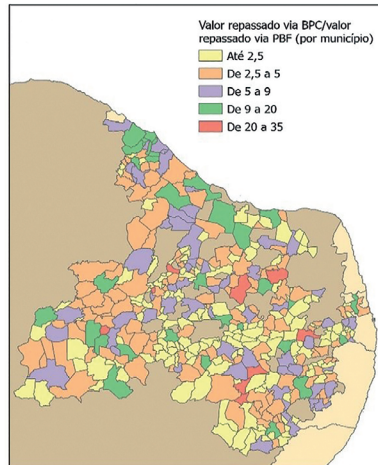 Valor repassado via BPC/valor
repassado via PBF (por município)
Até 2,5
De 2,5 a 5
De 5 a 9
De 9 a 20
De 20 a 35